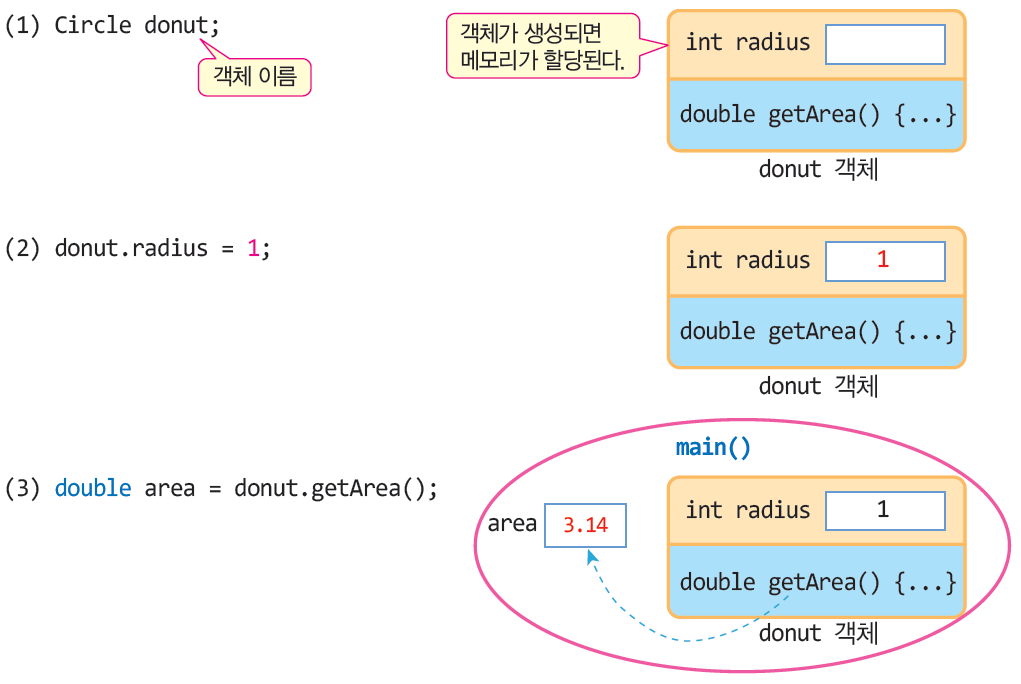 (1) Circle donut;
객체 이름
객체가 생성되면
메모리가 할당된다.
int radius
double getArea() {...}
donut 객체
(2) donut.radius = 1;
int radius 1
double getArea() {...}
donut 객체
main()
(3) double area = donut.getArea();
area 3.14
int radius 1
double getArea() {...}
donut 객체